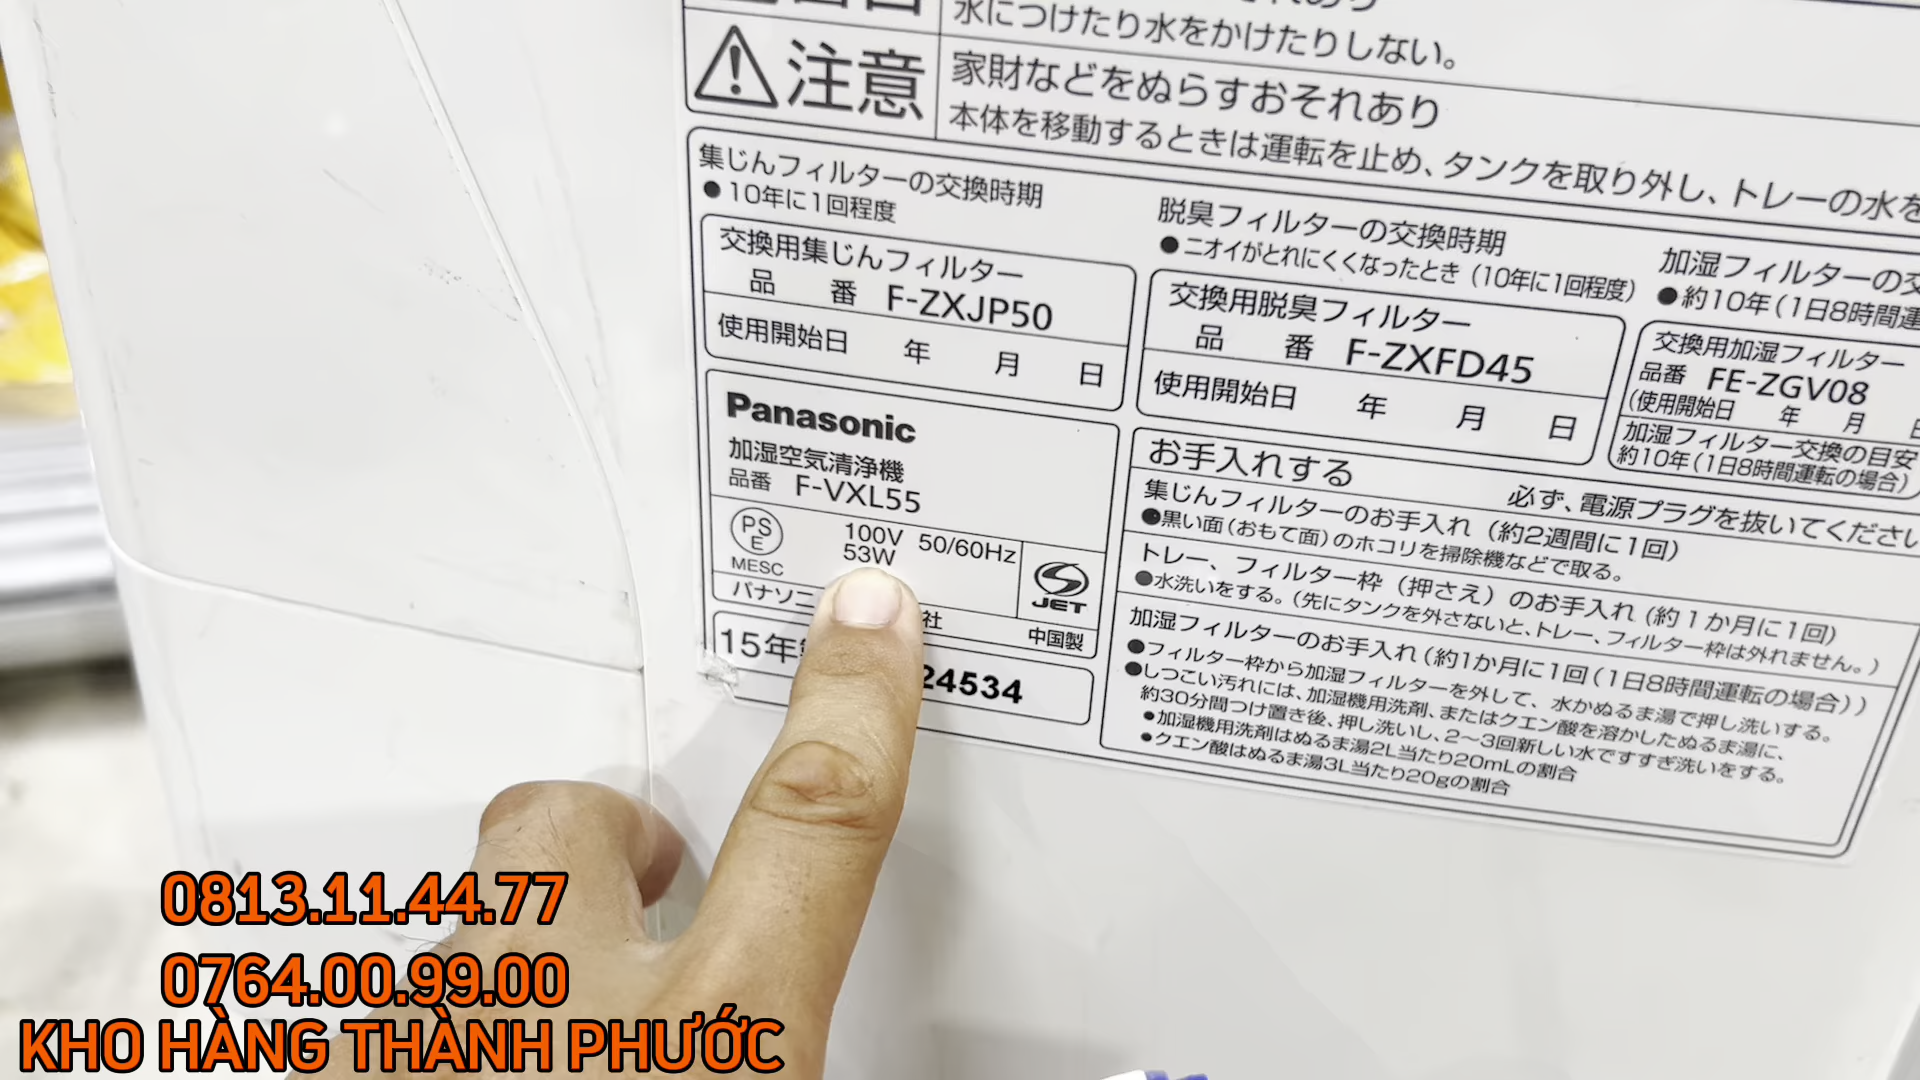 水につけたり水をかけたりしない。
注意
家財などをぬらすおそれあり
本体を移動するときは運転を止め、タンクを取り外し、トレーの水を
集じんフィルターの交換時期
●10年に1回程度
交換用集じんフィルター
品番 F-ZXJP50
使用開始日 年 月 日
脱臭フィルターの交換時期
●ニオイがとれにくくなったとき(10年に1回程度)
交換用脱臭フィルター
品番 F-ZXFD45
使用開始日 年 月 日
加湿フィルターの交
●約10年(1日8時間運
交換用加湿フィルター
品番 FE-ZGV08
(使用開始日 年 月
加湿フィルター交換の目安
約10年(1日8時間運転の場合)
Panasonic
加湿空気清浄機
品番 F-VXL55
PS
E
MESC
100V 50/60Hz
53W
JET
パナソニ
社
中国製
15年
24534
お手入れする
必ず、電源プラグを抜いてください
集じんフィルターのお手入れ(約2週間に1回)
●黒い面(おもて面)のホコリを掃除機などで取る。
トレー、フィルター枠(押さえ)のお手入れ(約1か月に1回)
●水洗いをする。(先にタンクを外さないと、トレー、フィルター枠は外れません。)
加湿フィルターのお手入れ(約1か月に1回(1日8時間運転の場合))
●フィルター枠から加湿フィルターを外して、水かぬるま湯で押し洗いする。
●しつこい汚れには、加湿機用洗剤、またはクエン酸を溶かしたぬるま湯に、
約30分間つけ置き後、押し洗いし、2～3回新しい水ですすぎ洗いをする。
●加湿機用洗剤はぬるま湯2L当たり20mLの割合
●クエン酸はぬるま湯3L当たり20gの割合
0813.11.44.77
0764.00.99.00
KHO HÀNG THÀNH PHƯỚC